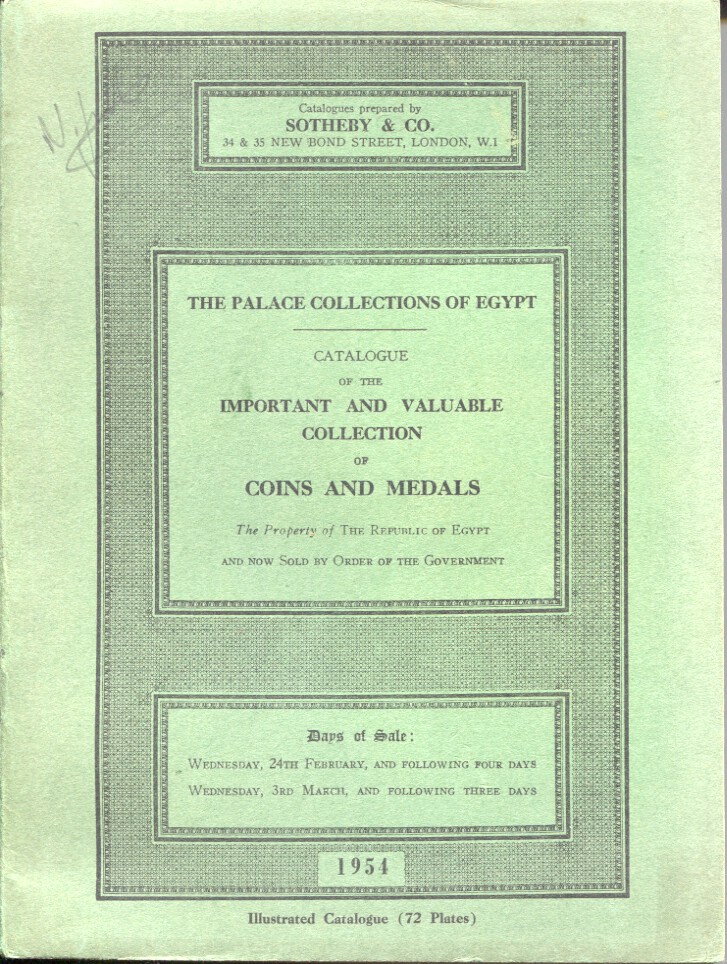 Catalogues prepared by
SOTHEBY & CO.
34 & 35 NEW BOND STREET, LONDON, W.1
THE PALACE COLLECTIONS OF EGYPT
CATALOGUE
OF THE
IMPORTANT AND VALUABLE
COLLECTION
OF
COINS AND MEDALS
The Property of THE REPUBLIC OF EGYPT
AND NOW SOLD BY ORDER OF THE GOVERNMENT
Days of Sale:
WEDNESDAY, 24TH FEBRUARY, AND FOLLOWING FOUR DAYS
WEDNESDAY, 3RD MARCH, AND FOLLOWING THREE DAYS
1954
Illustrated Catalogue (72 Plates)